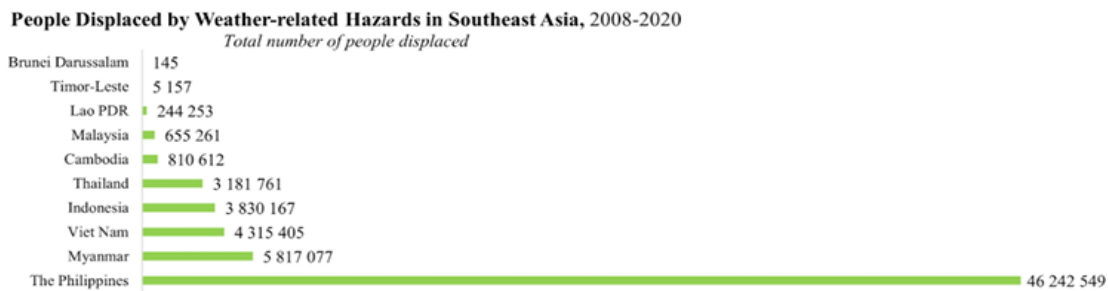 People Displaced by Weather-related Hazards in Southeast Asia, 2008-2020
Total number of people displaced
Brunei Darussalam 145
Timor-Leste 5 157
Lao PDR 244 253
Malaysia 655 261
Cambodia 810 612
Thailand 3 181 761
Indonesia 3 830 167
Viet Nam 4 315 405
Myanmar 5 817 077
The Philippines 46 242 549